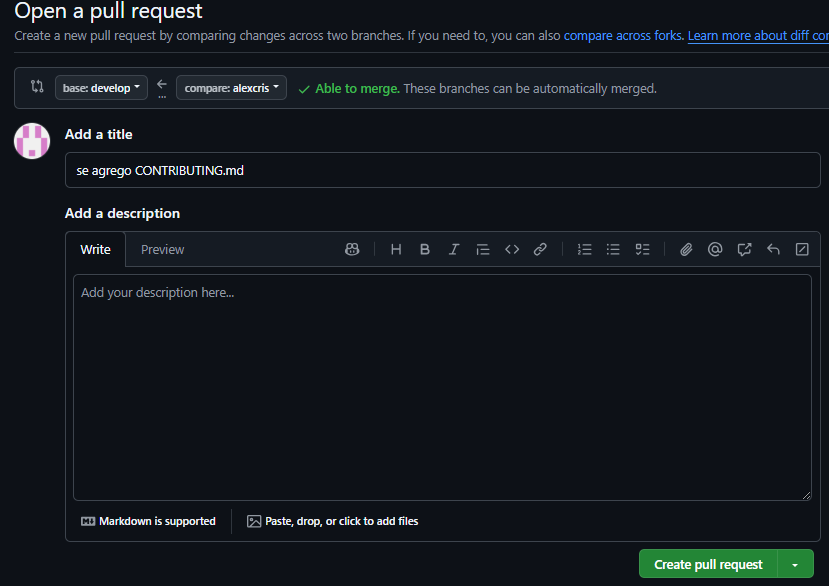 Open a pull request
Create a new pull request by comparing changes across two branches. If you need to, you can also compare across forks. Learn more about diff
base: develop
compare: alexcris
Able to merge. These branches can be automatically merged.
Add a title
se agrego CONTRIBUTING.md
Add a description
Write Preview
Add your description here...
Markdown is supported
Paste, drop, or click to add files
Create pull request